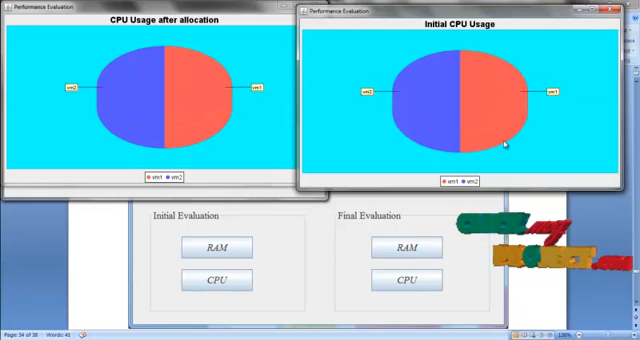 Performance Evaluation
CPU Usage after allocation
vm2
vm1
vm1 vm2
Performance Evaluation
Initial CPU Usage
vm2
vm1
vm1 vm2
Initial Evaluation
RAM
CPU
Final Evaluation
RAM
CPU
Page: 34 of 38
Words: 41